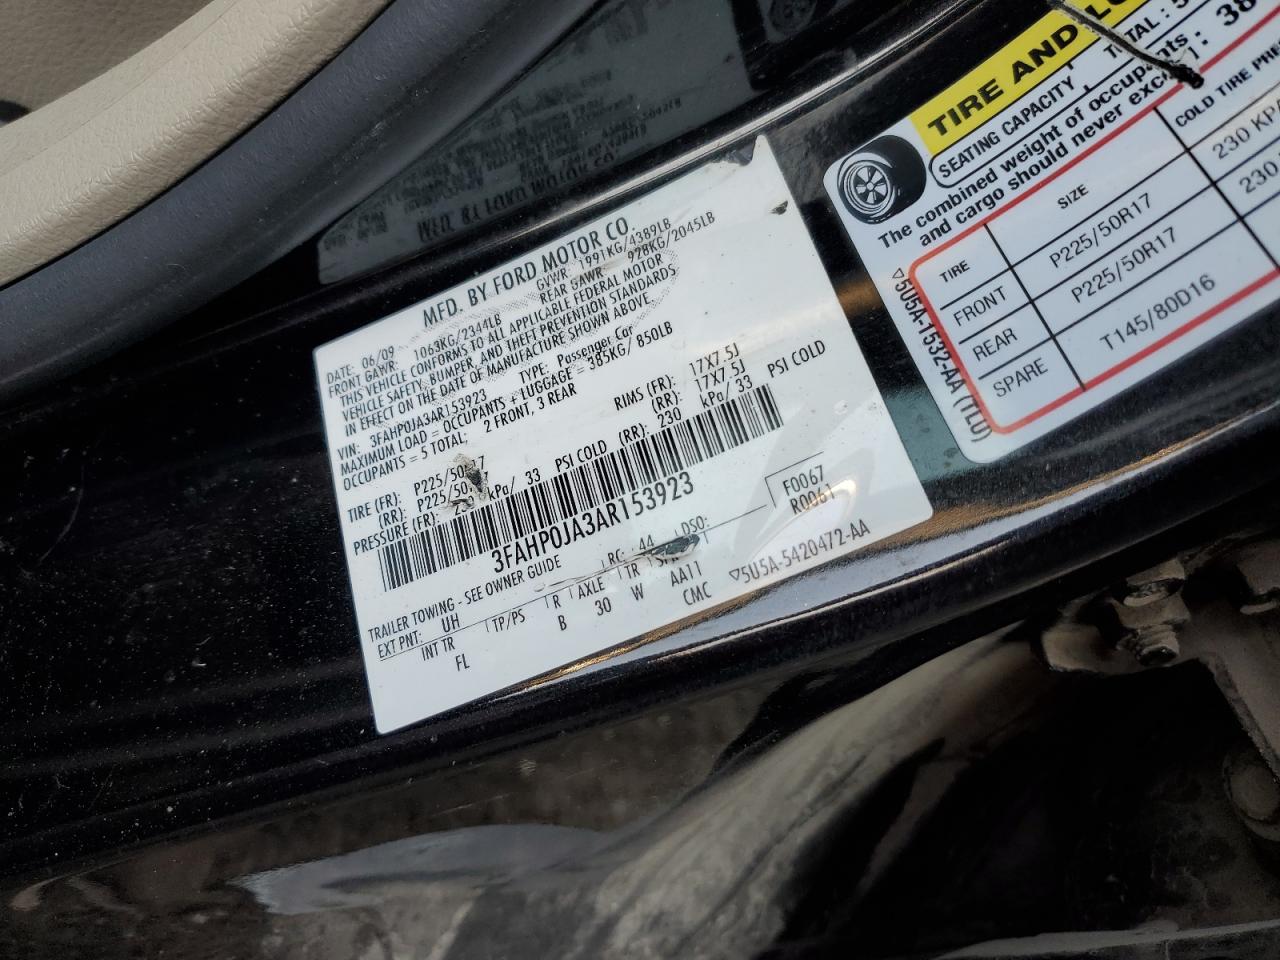 MFD. BY FORD MOTOR CO.
DATE: 06/09 GVWR: 1991KG/4389LB
FRONT GAWR: 1063KG/2344LB REAR GAWR: 928KG/2045LB
THIS VEHICLE CONFORMS TO ALL APPLICABLE FEDERAL MOTOR
VEHICLE SAFETY, BUMPER, AND THEFT PREVENTION STANDARDS
IN EFFECT ON THE DATE OF MANUFACTURE SHOWN ABOVE.
VIN: 3FAHP0JA3AR153923 TYPE: Passenger Car
MAXIMUM LOAD = OCCUPANTS + LUGGAGE = 385KG/ 850LB
OCCUPANTS = 5 TOTAL: 2 FRONT, 3 REAR
TIRE (FR): P225/50R17 RIMS (FR): 17X7.5J
(RR): (RR): 17X7.5J
PRESSURE (FR): kPa/ 33 PSI COLD (RR): 230 kPa/ 33 PSI COLD
3FAHP0JA3AR153923
F0067
R0061
TRAILER TOWING - SEE OWNER GUIDE RC: 44 DSO:
EXT PNT: UH
INT TR TP/PS R AXLE TR
FL B 30 W AA11
CMC
▽5U5A-5420472-AA
TIRE AND
SEATING CAPACITY TOTAL : 5
The combined weight of occupants : 38
and cargo should never
TIRE SIZE COLD TIRE
FRONT P225/50R17 230
REAR P225/50R17 230
SPARE T145/80D16
▽5U5A-1532-AA (TLU)